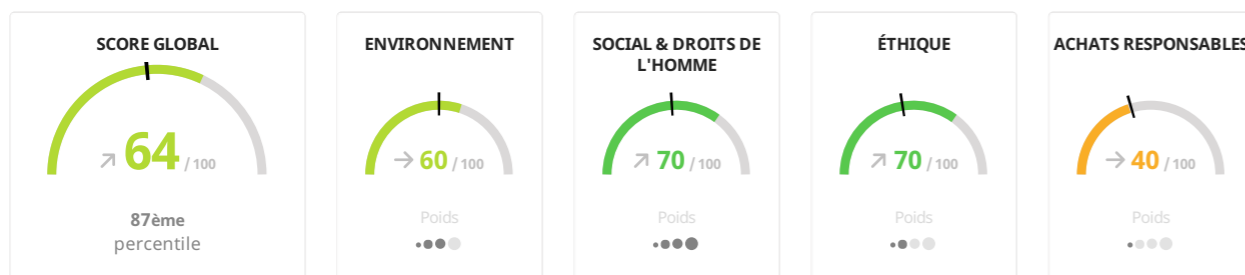 SCORE GLOBAL
64 / 100
87ème
percentile
ENVIRONNEMENT
60 / 100
Poids
SOCIAL & DROITS DE
L'HOMME
70 / 100
Poids
ÉTHIQUE
70 / 100
Poids
ACHATS RESPONSABLES
40 / 100
Poids